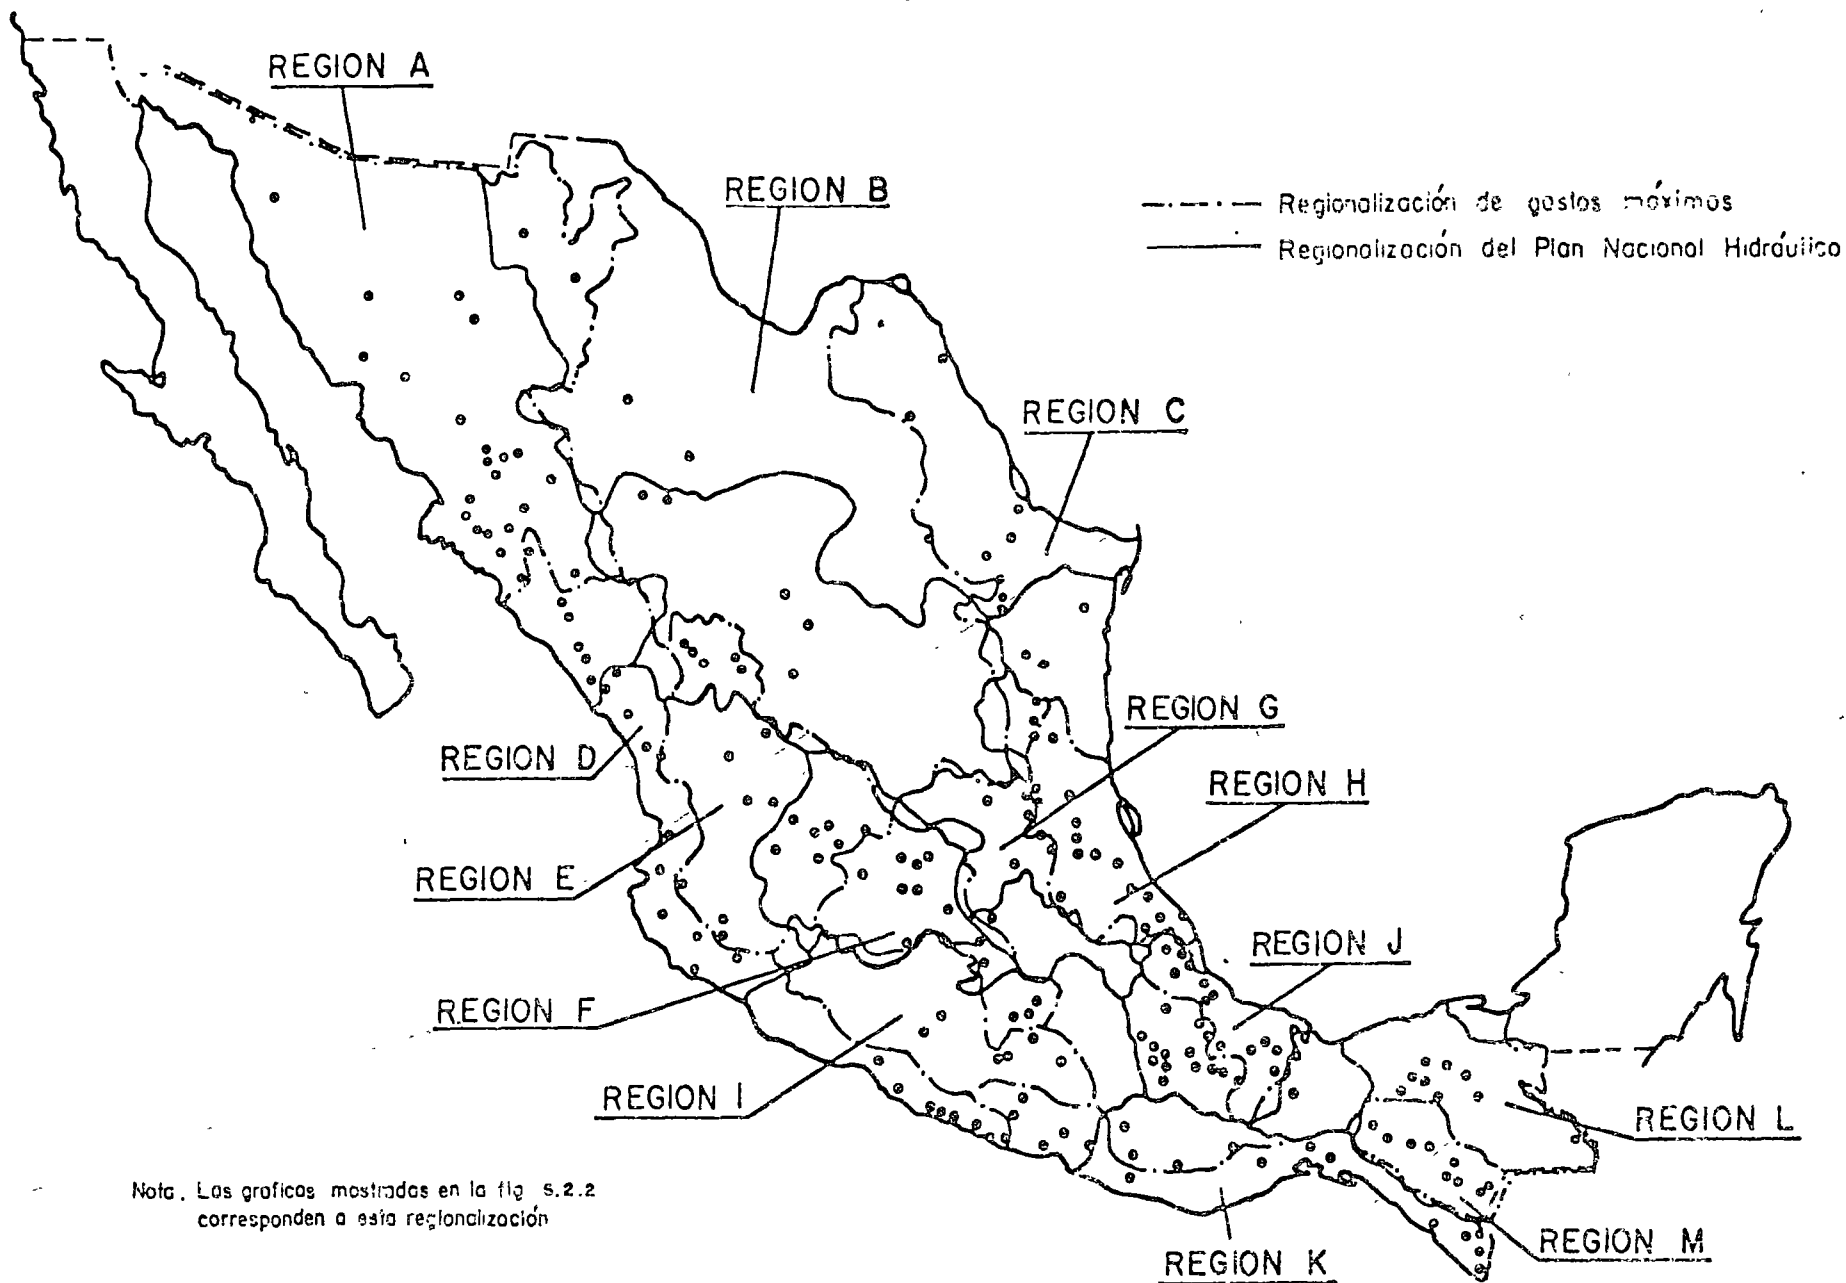 REGION A
REGION B
Regionalización de gastos máximos
Regionalización del Plan Nacional Hidráulico
REGION C
REGION G
REGION D
REGION H
REGION E
REGION J
REGION F
REGION I
REGION L
Nota. Las graficas mostradas en la fig 5.2.2
corresponden a esta regionalización
REGION M
REGION K